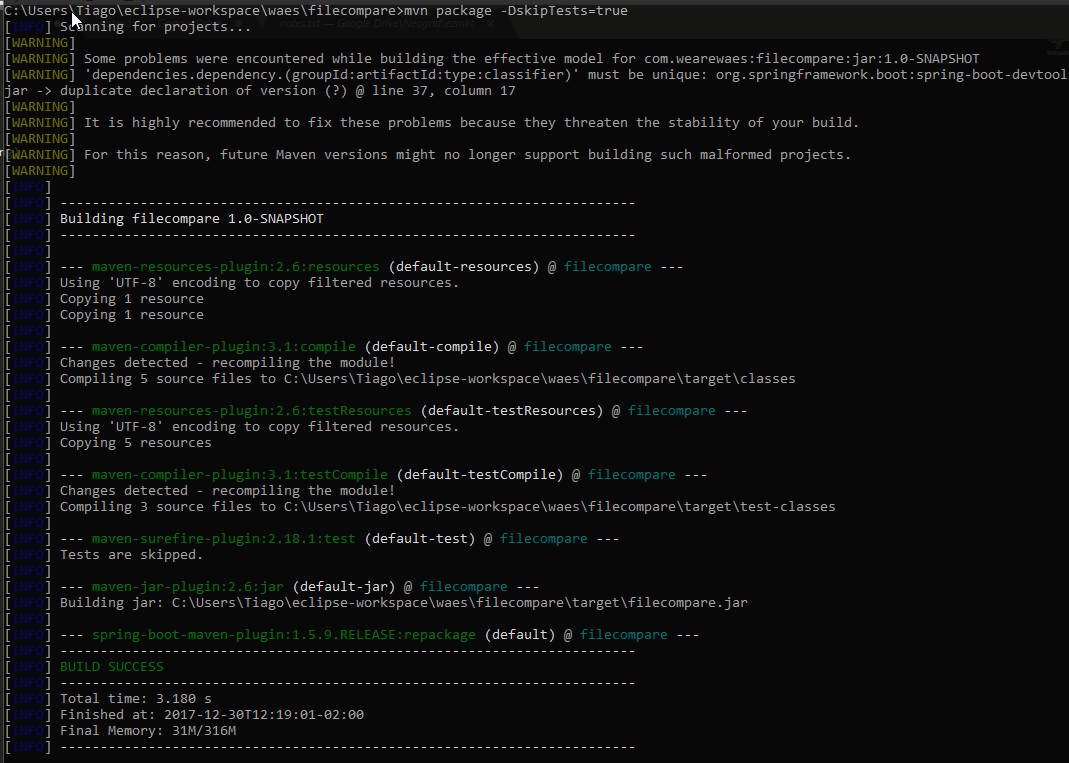 C:\Users\Tiago\eclipse-workspace\waes\filecompare>mvn package -DskipTests=true
[INFO] Scanning for projects...
[WARNING]
[WARNING] Some problems were encountered while building the effective model for com.wearewaes:filecompare:jar:1.0-SNAPSHOT
[WARNING] 'dependencies.dependency.(groupId:artifactId:type:classifier)' must be unique: org.springframework.boot:spring-boot-devtool
jar -> duplicate declaration of version (?) @ line 37, column 17
[WARNING]
[WARNING] It is highly recommended to fix these problems because they threaten the stability of your build.
[WARNING]
[WARNING] For this reason, future Maven versions might no longer support building such malformed projects.
[WARNING]
[INFO]
[INFO] ------------------------------------------------------------------------
[INFO] Building filecompare 1.0-SNAPSHOT
[INFO] ------------------------------------------------------------------------
[INFO]
[INFO] --- maven-resources-plugin:2.6:resources (default-resources) @ filecompare ---
[INFO] Using 'UTF-8' encoding to copy filtered resources.
[INFO] Copying 1 resource
[INFO] Copying 1 resource
[INFO]
[INFO] --- maven-compiler-plugin:3.1:compile (default-compile) @ filecompare ---
[INFO] Changes detected - recompiling the module!
[INFO] Compiling 5 source files to C:\Users\Tiago\eclipse-workspace\waes\filecompare\target\classes
[INFO]
[INFO] --- maven-resources-plugin:2.6:testResources (default-testResources) @ filecompare ---
[INFO] Using 'UTF-8' encoding to copy filtered resources.
[INFO] Copying 5 resources
[INFO]
[INFO] --- maven-compiler-plugin:3.1:testCompile (default-testCompile) @ filecompare ---
[INFO] Changes detected - recompiling the module!
[INFO] Compiling 3 source files to C:\Users\Tiago\eclipse-workspace\waes\filecompare\target\test-classes
[INFO]
[INFO] --- maven-surefire-plugin:2.18.1:test (default-test) @ filecompare ---
[INFO] Tests are skipped.
[INFO]
[INFO] --- maven-jar-plugin:2.6:jar (default-jar) @ filecompare ---
[INFO] Building jar: C:\Users\Tiago\eclipse-workspace\waes\filecompare\target\filecompare.jar
[INFO]
[INFO] --- spring-boot-maven-plugin:1.5.9.RELEASE:repackage (default) @ filecompare ---
[INFO] ------------------------------------------------------------------------
[INFO] BUILD SUCCESS
[INFO] ------------------------------------------------------------------------
[INFO] Total time: 3.180 s
[INFO] Finished at: 2017-12-30T12:19:01-02:00
[INFO] Final Memory: 31M/316M
[INFO] ------------------------------------------------------------------------